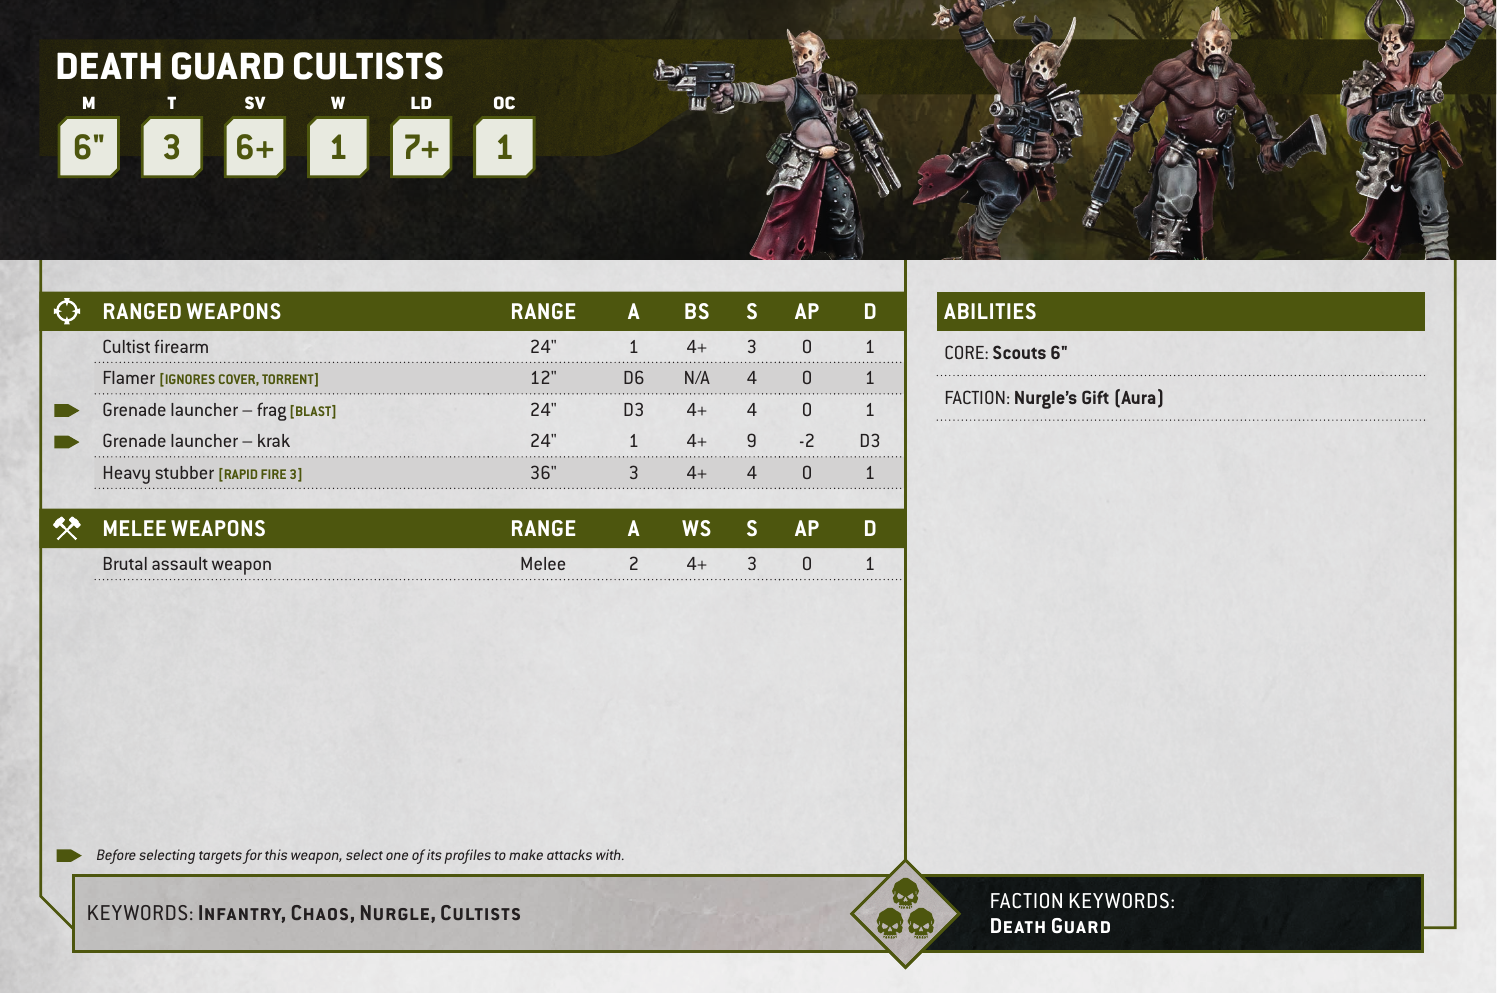 DEATH GUARD CULTISTS
M T SV W LD OC
6" 3 6+ 1 7+ 1
RANGED WEAPONS RANGE A BS S AP D
Cultist firearm 24" 1 4+ 3 0 1
Flamer [IGNORES COVER, TORRENT] 12" D6 N/A 4 0 1
Grenade launcher – frag [BLAST] 24" D3 4+ 4 0 1
Grenade launcher – krak 24" 1 4+ 9 -2 D3
Heavy stubber [RAPID FIRE 3] 36" 3 4+ 4 0 1
MELEE WEAPONS RANGE A WS S AP D
Brutal assault weapon Melee 2 4+ 3 0 1
Before selecting targets for this weapon, select one of its profiles to make attacks with.
KEYWORDS: INFANTRY, CHAOS, NURGLE, CULTISTS
ABILITIES
CORE: Scouts 6"
FACTION: Nurgle's Gift (Aura)
FACTION KEYWORDS:
DEATH GUARD